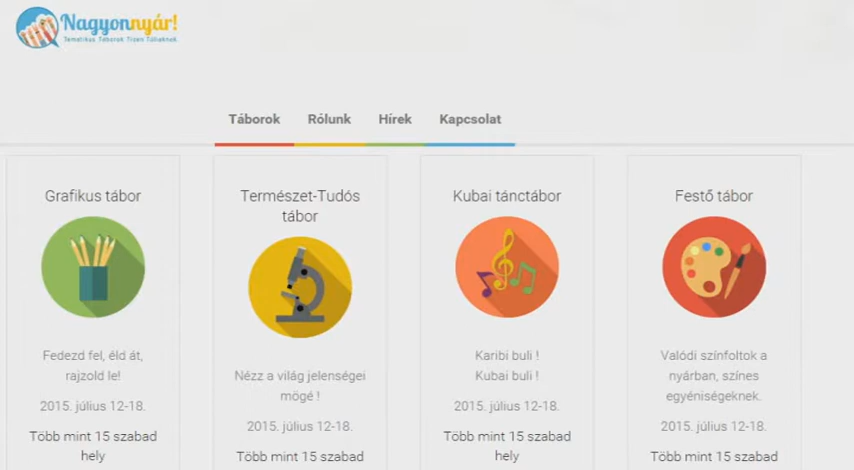 Nagyonnyár!
Tematikus Táborok Tizen Túliaknak
Táborok Rólunk Hírek Kapcsolat
Grafikus tábor
Fedezd fel, éld át,
rajzold le!
2015. július 12-18.
Több mint 15 szabad
hely
Természet-Tudós
tábor
Nézz a világ jelenségei
mögé !
2015. július 12-18.
Több mint 15 szabad
Kubai tánctábor
Karibi buli !
Kubai buli !
2015. július 12-18.
Több mint 15 szabad
hely
Festő tábor
Valódi színfoltok a
nyárban, színes
egyéniségeknek.
2015. július 12-18.
Több mint 15 szabad